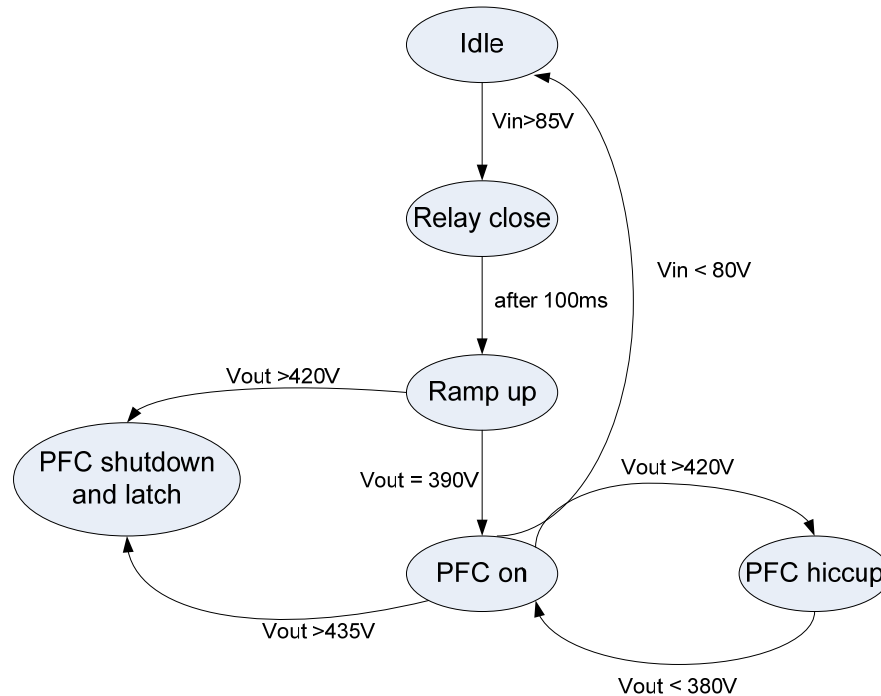 Idle
Vin>85V
Relay close
Vin < 80V
after 100ms
Vout >420V
Ramp up
PFC shutdown
and latch
Vout = 390V
Vout >420V
PFC on
PFC hiccup
Vout >435V
Vout < 380V